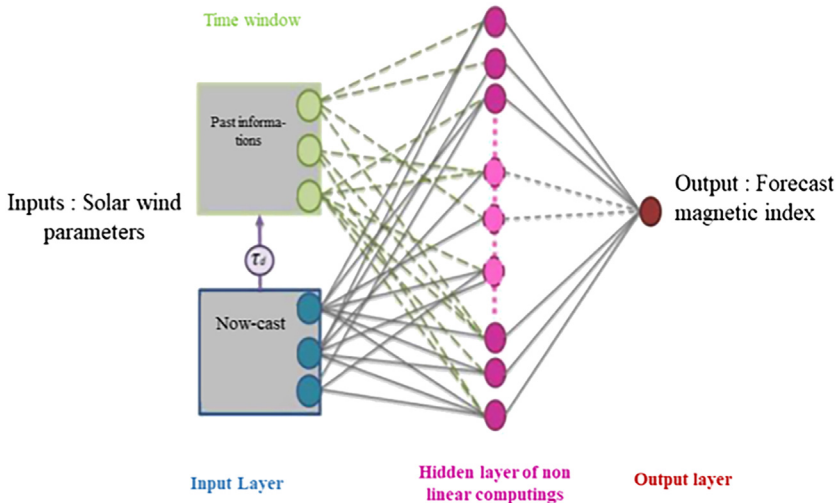 Time window
Past informa-
tions
Inputs : Solar wind
parameters
Output : Forecast
magnetic index
τd
Now-cast
Input Layer
Hidden layer of non
linear computings
Output layer